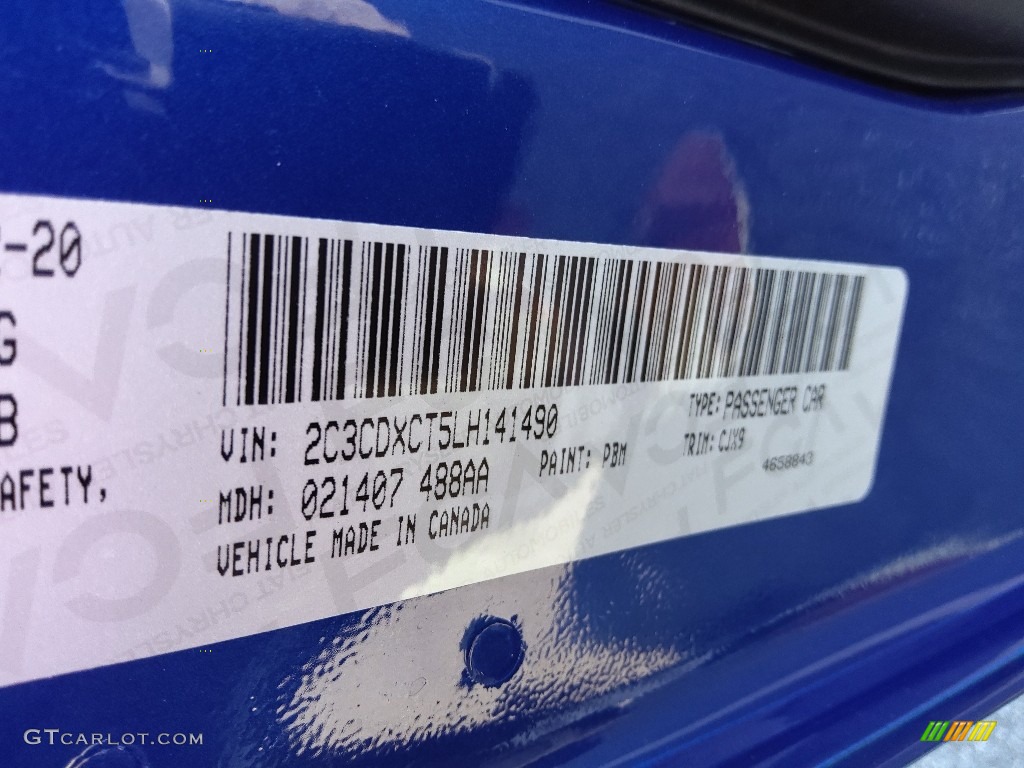 -20
G
B
AFETY,
VIN: 2C3CDXCT5LH141490
TYPE: PASSENGER CAR
MDH: 021407 488AA
PAINT: PBM
TRIM: CJX9
4658843
VEHICLE MADE IN CANADA
GTCARLOT.COM